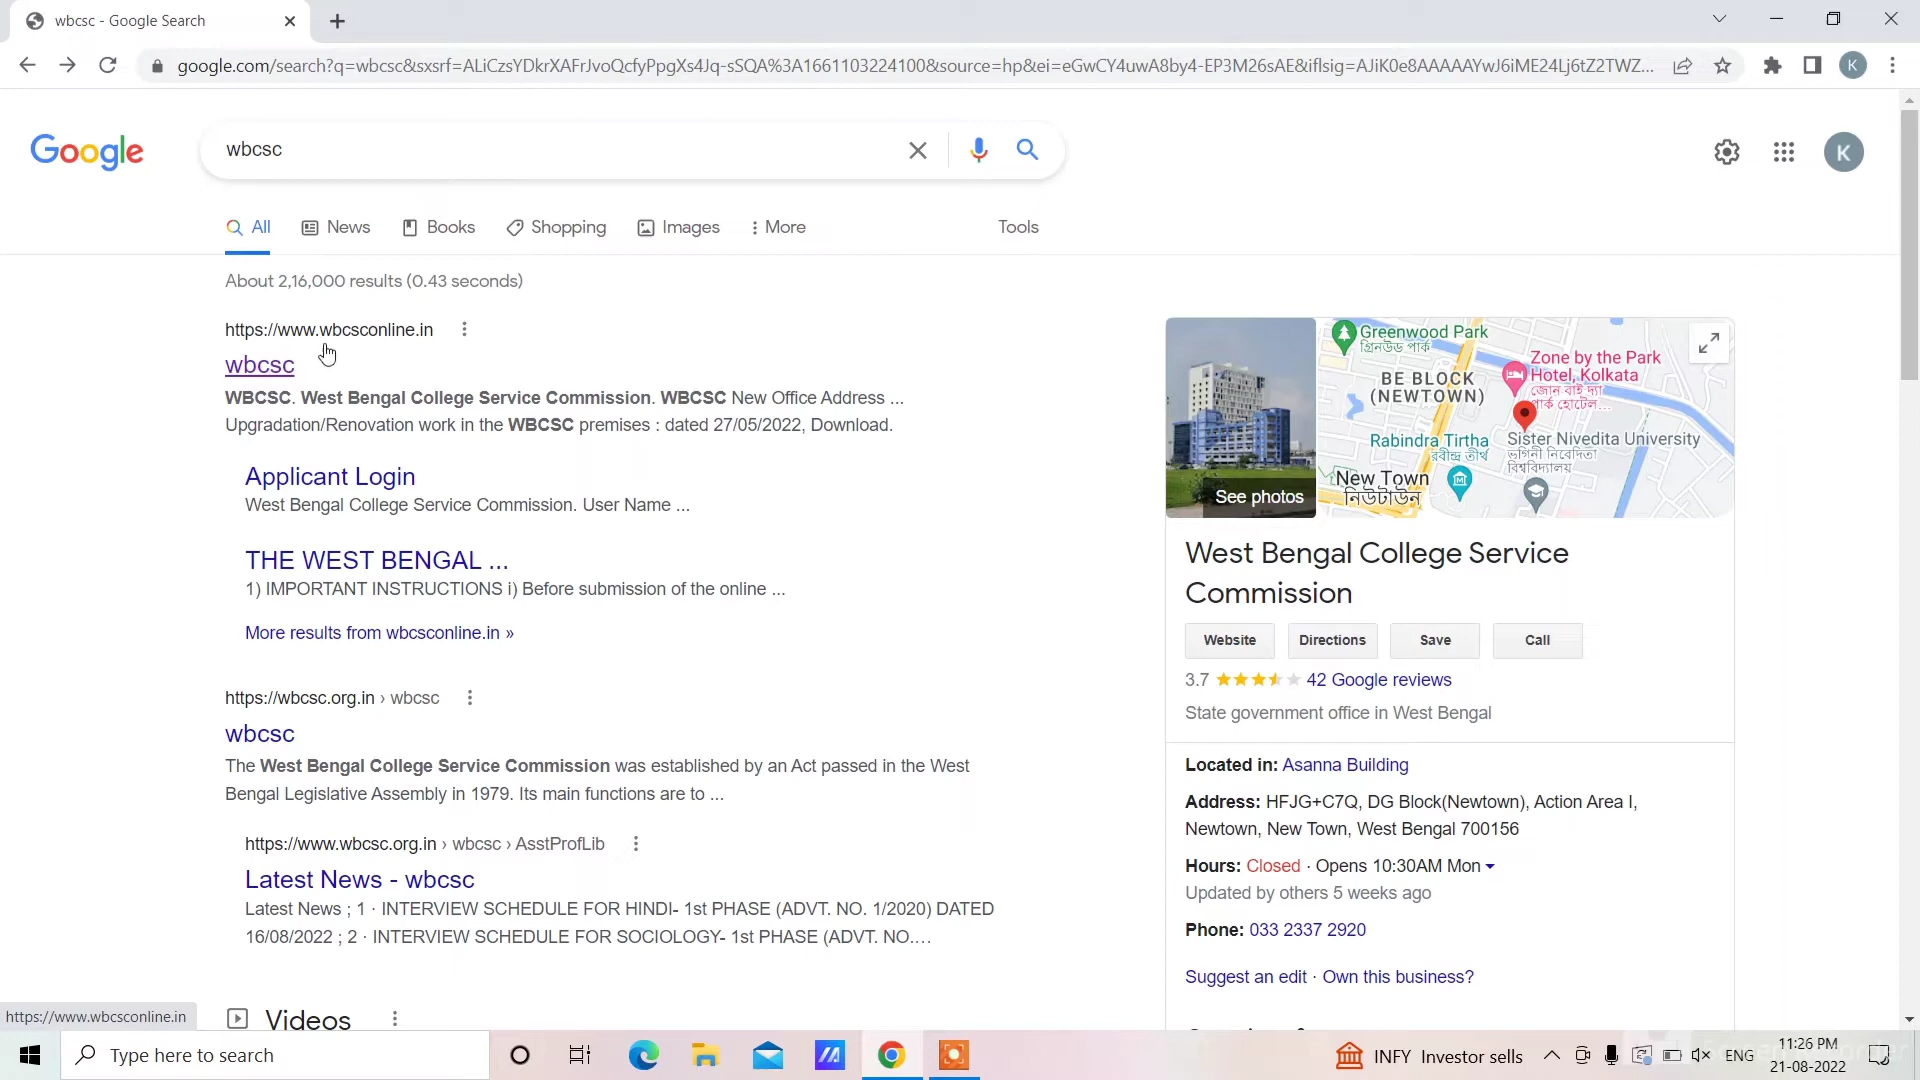 wbcsc - Google Search
google.com/search?q=wbcsc&sxsrf=ALiCzsYDkrXAFrJvoQcfyPpgXs4Jq-sSQA%3A1661103224100&source=hp&ei=eGwCY4uwA8by4-EP3M26sAE&iflsig=AJiK0e8AAAAAYwJ6iME24Lj6tZ2TWZ...
K
Google
wbcsc
K
All
News
Books
Shopping
Images
More
Tools
About 2,16,000 results (0.43 seconds)
https://www.wbcsconline.in
wbcsc
WBCSC. West Bengal College Service Commission. WBCSC New Office Address ...
Upgradation/Renovation work in the WBCSC premises : dated 27/05/2022, Download.
Applicant Login
West Bengal College Service Commission. User Name ...
THE WEST BENGAL ...
1) IMPORTANT INSTRUCTIONS i) Before submission of the online ...
More results from wbcsconline.in »
https://wbcsc.org.in › wbcsc
wbcsc
The West Bengal College Service Commission was established by an Act passed in the West
Bengal Legislative Assembly in 1979. Its main functions are to ...
https://www.wbcsc.org.in › wbcsc › AsstProfLib
Latest News - wbcsc
Latest News ; 1 · INTERVIEW SCHEDULE FOR HINDI- 1st PHASE (ADVT. NO. 1/2020) DATED
16/08/2022 ; 2 · INTERVIEW SCHEDULE FOR SOCIOLOGY- 1st PHASE (ADVT. NO....
Videos
See photos
Greenwood Park
গ্রিনউড পার্ক
Zone by the Park
Hotel, Kolkata
জোন বাই দ্যা
পার্ক হোটেল...
BE BLOCK
(NEWTOWN)
Rabindra Tirtha
রবীন্দ্র তীর্থ
Sister Nivedita University
ভগিনী নিবেদিতা
বিশ্ববিদ্যালয়
New Town
নিউটাউন
West Bengal College Service
Commission
Website
Directions
Save
Call
3.7
42 Google reviews
State government office in West Bengal
Located in: Asanna Building
Address: HFJG+C7Q, DG Block(Newtown), Action Area I,
Newtown, New Town, West Bengal 700156
Hours: Closed · Opens 10:30AM Mon
Updated by others 5 weeks ago
Phone: 033 2337 2920
Suggest an edit · Own this business?
https://www.wbcsconline.in
Type here to search
INFY Investor sells
ENG
11:26 PM
21-08-2022